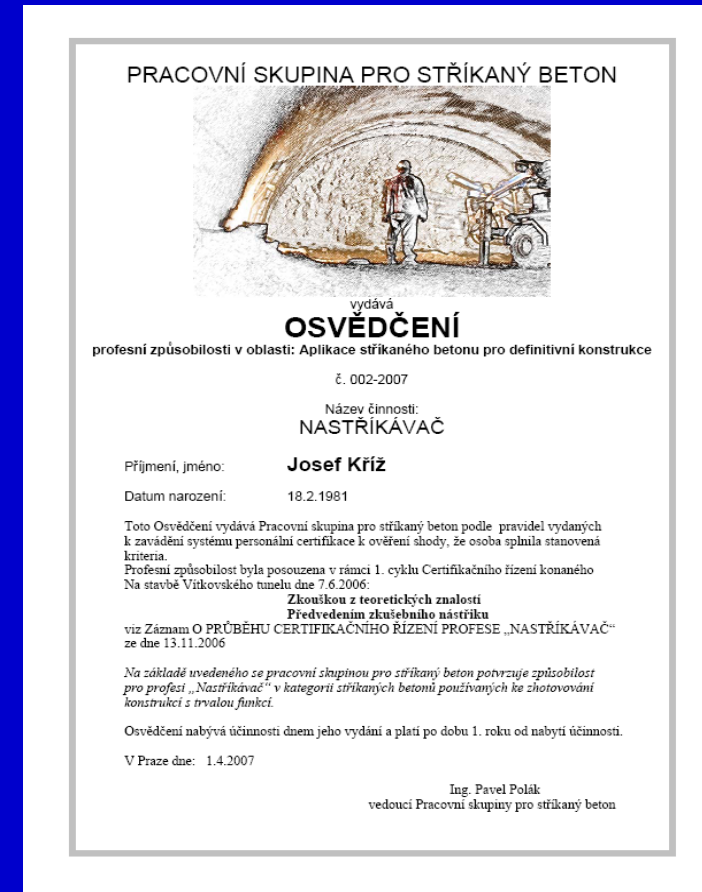 PRACOVNÍ SKUPINA PRO STŘÍKANÝ BETON
vydává
OSVĚDČENÍ
profesní způsobilosti v oblasti: Aplikace stříkaného betonu pro definitivní konstrukce
č. 002-2007
Název činnosti:
NASTŘÍKÁVAČ
Příjmení, jméno: Josef Kříž
Datum narození: 18.2.1981
Toto Osvědčení vydává Pracovní skupina pro stříkaný beton podle pravidel vydaných
k zavádění systému personální certifikace k ověření shody, že osoba splnila stanovená
kriteria.
Profesní způsobilost byla posouzena v rámci 1. cyklu Certifikačního řízení konaného
Na stavbě Vítkovského tunelu dne 7.6.2006:
Zkouškou z teoretických znalostí
Předvedením zkušebního nástřiku
viz Záznam O PRŮBĚHU CERTIFIKAČNÍHO ŘÍZENÍ PROFESE „NASTŘÍKÁVAČ“
ze dne 13.11.2006
Na základě uvedeného se pracovní skupinou pro stříkaný beton potvrzuje způsobilost
pro profesi „Nastříkávač“ v kategorii stříkaných betonů používaných ke zhotovování
konstrukcí s trvalou funkcí.
Osvědčení nabývá účinnosti dnem jeho vydání a platí po dobu 1. roku od nabytí účinnosti.
V Praze dne: 1.4.2007
Ing. Pavel Polák
vedoucí Pracovní skupiny pro stříkaný beton